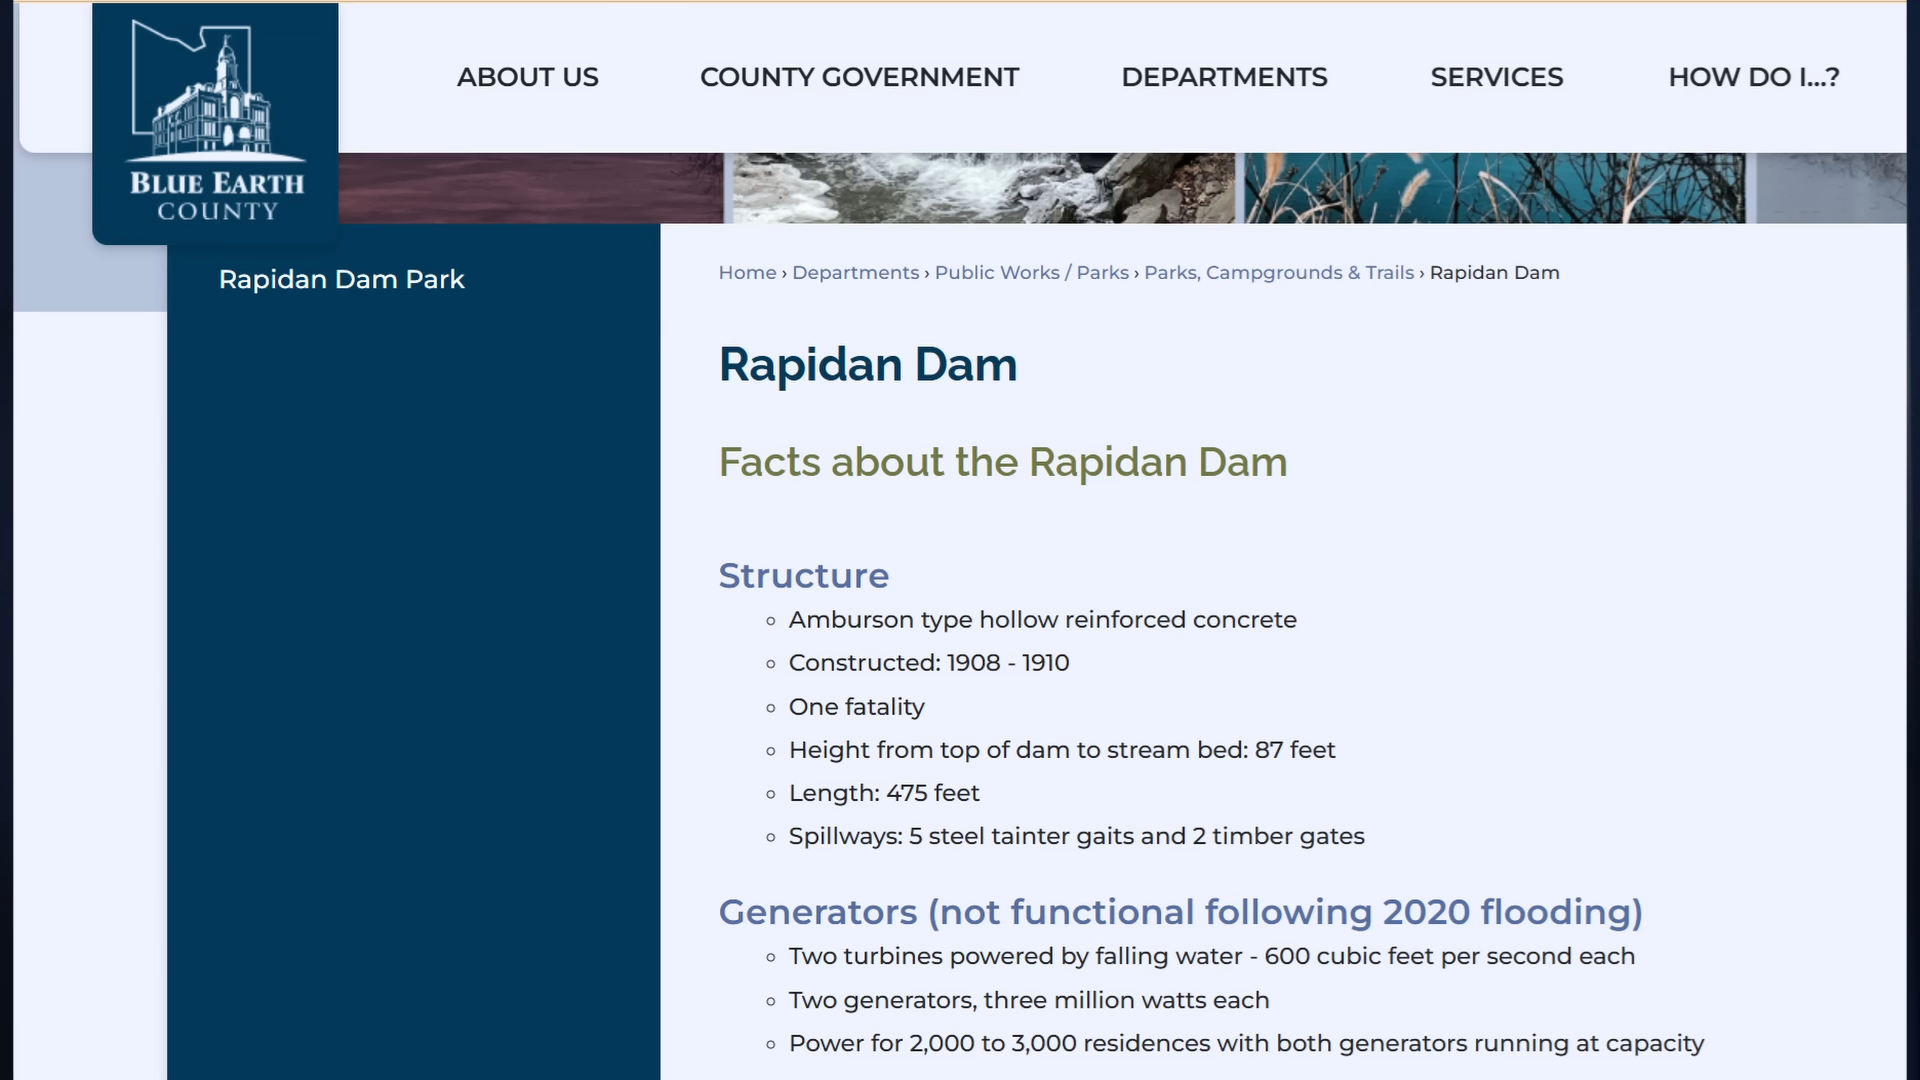 ABOUT US
COUNTY GOVERNMENT
DEPARTMENTS
SERVICES
HOW DO I...?
BLUE EARTH
COUNTY
Rapidan Dam Park
Home › Departments › Public Works / Parks › Parks, Campgrounds & Trails › Rapidan Dam
Rapidan Dam
Facts about the Rapidan Dam
Structure
Amburson type hollow reinforced concrete
Constructed: 1908 - 1910
One fatality
Height from top of dam to stream bed: 87 feet
Length: 475 feet
Spillways: 5 steel tainter gaits and 2 timber gates
Generators (not functional following 2020 flooding)
Two turbines powered by falling water - 600 cubic feet per second each
Two generators, three million watts each
Power for 2,000 to 3,000 residences with both generators running at capacity